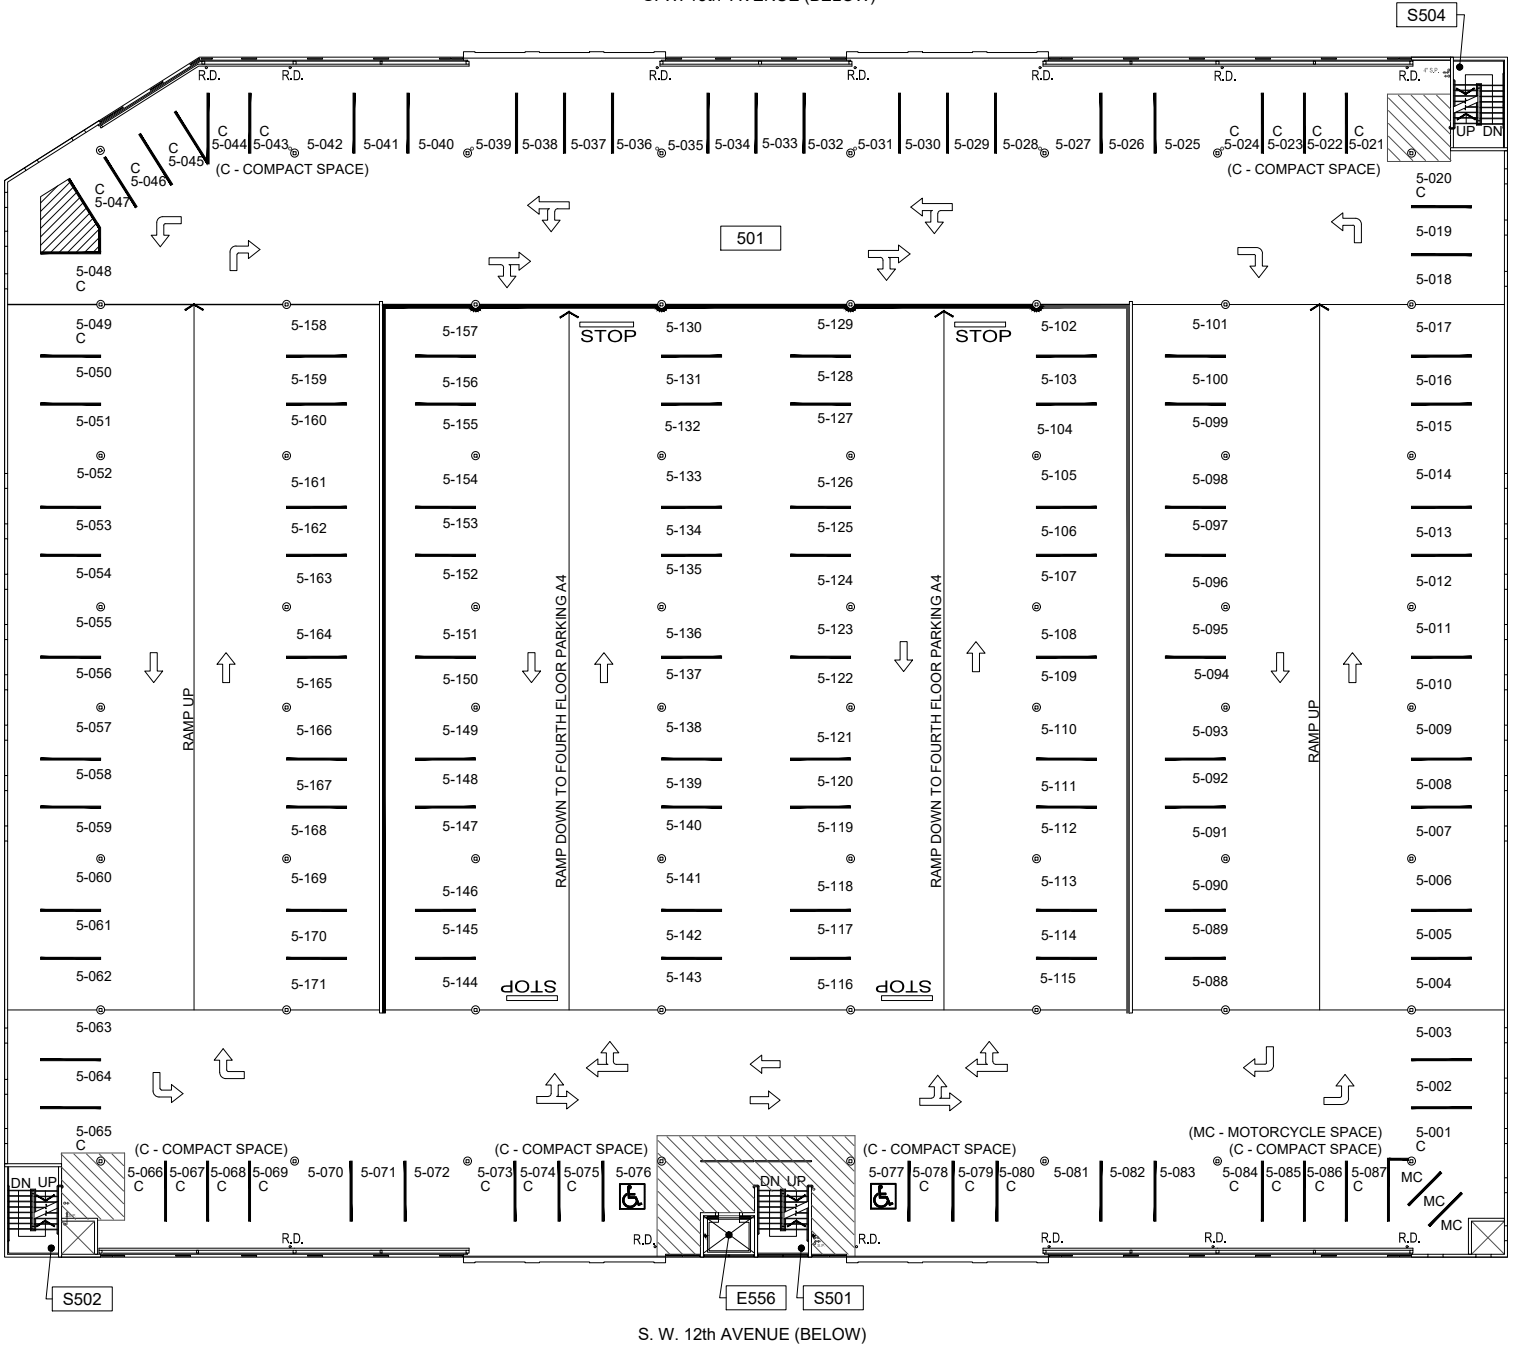 S504
R.D. R.D. R.D. R.D. R.D. R.D. R.D.
UP DN
C C C C C C
5-044 5-043 5-042 5-041 5-040 5-039 5-038 5-037 5-036 5-035 5-034 5-033 5-032 5-031 5-030 5-029 5-028 5-027 5-026 5-025 5-024 5-023 5-022 5-021
(C - COMPACT SPACE) (C - COMPACT SPACE)
C
5-045
C
5-046
C
5-047
5-020
C
5-019
501
5-018
5-048
C
5-049 5-158 5-157 5-130 5-129 5-102 5-101 5-017
C
STOP STOP
5-050 5-159 5-156 5-131 5-128 5-103 5-100 5-016
5-051 5-160 5-155 5-132 5-127 5-104 5-099 5-015
5-052 5-161 5-154 5-133 5-126 5-105 5-098 5-014
5-053 5-162 5-153 5-134 5-125 5-106 5-097 5-013
5-054 5-163 5-152 5-135 5-124 5-107 5-096 5-012
5-055 5-164 5-151 5-136 5-123 5-108 5-095 5-011
5-056 5-165 5-150 5-137 5-122 5-109 5-094 5-010
RAMP UP
RAMP DOWN TO FOURTH FLOOR PARKING A4
RAMP DOWN TO FOURTH FLOOR PARKING A4
RAMP UP
5-057 5-166 5-149 5-138 5-121 5-110 5-093 5-009
5-058 5-167 5-148 5-139 5-120 5-111 5-092 5-008
5-059 5-168 5-147 5-140 5-119 5-112 5-091 5-007
5-060 5-169 5-146 5-141 5-118 5-113 5-090 5-006
5-061 5-170 5-145 5-142 5-117 5-114 5-089 5-005
5-062 5-171 5-144 5-143 5-116 5-115 5-088 5-004
STOP STOP
5-063 5-003
5-064 5-002
5-065 5-001
C C
(MC - MOTORCYCLE SPACE)
(C - COMPACT SPACE) (C - COMPACT SPACE) (C - COMPACT SPACE) (C - COMPACT SPACE)
5-066 5-067 5-068 5-069 5-070 5-071 5-072 5-073 5-074 5-075 5-076 5-077 5-078 5-079 5-080 5-081 5-082 5-083 5-084 5-085 5-086 5-087
C C C C C C C C C C C C C C
MC
MC
MC
DN UP DN UP
R.D. R.D. R.D. R.D. R.D. R.D.
S502 E556 S501
S. W. 12th AVENUE (BELOW)